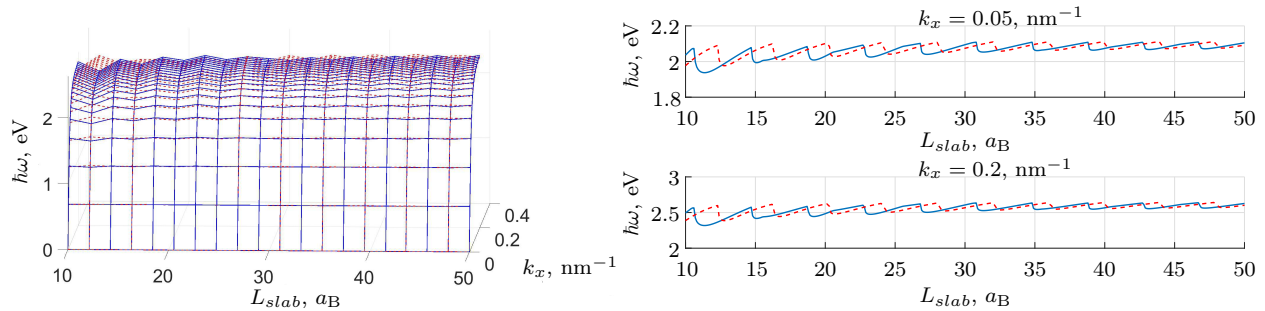 2
1
0
ħω, eV
10
20
30
40
50
L_slab, a_B
0.4
0.2
0
k_x, nm⁻¹
k_x = 0.05, nm⁻¹
2.2
2
1.8
ħω, eV
10 15 20 25 30 35 40 45 50
L_slab, a_B
k_x = 0.2, nm⁻¹
3
2.5
2
ħω, eV
10 15 20 25 30 35 40 45 50
L_slab, a_B